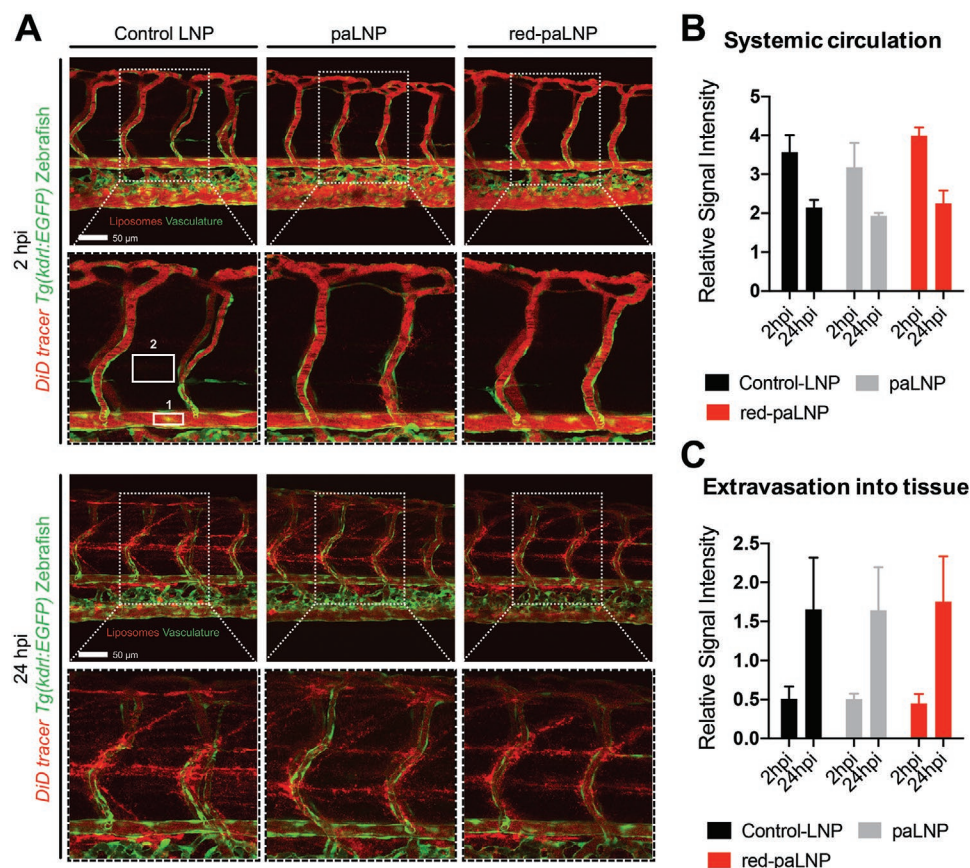 A
Control LNP
paLNP
red-paLNP
2 hpi
DiD tracer Tg(kdrl:EGFP) Zebrafish
Liposomes Vasculature
50 µm
2
1
24 hpi
DiD tracer Tg(kdrl:EGFP) Zebrafish
Liposomes Vasculature
50 µm
B
Systemic circulation
Relative Signal Intensity
5
4
3
2
1
0
2hpi
24hpi
2hpi
24hpi
2hpi
24hpi
Control-LNP
paLNP
red-paLNP
C
Extravasation into tissue
Relative Signal Intensity
2.5
2.0
1.5
1.0
0.5
0.0
2hpi
24hpi
2hpi
24hpi
2hpi
24hpi
Control-LNP
paLNP
red-paLNP